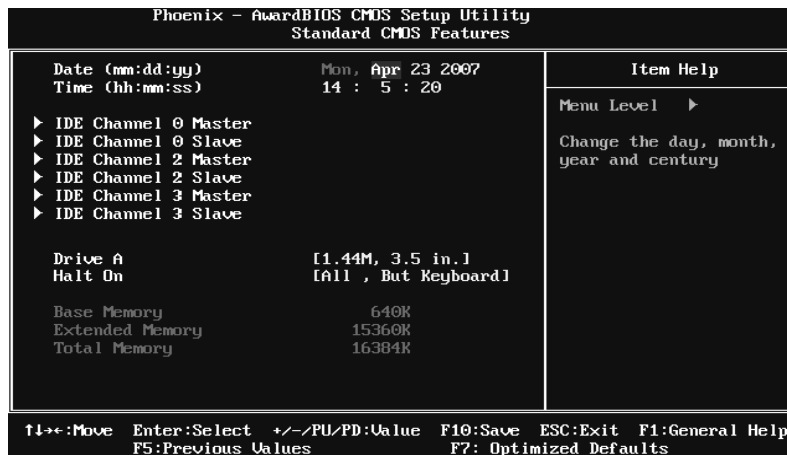 Phoenix - AwardBIOS CMOS Setup Utility
Standard CMOS Features
Date (mm:dd:yy) Mon, Apr 23 2007
Time (hh:mm:ss) 14 : 5 : 20
▶ IDE Channel 0 Master
▶ IDE Channel 0 Slave
▶ IDE Channel 2 Master
▶ IDE Channel 2 Slave
▶ IDE Channel 3 Master
▶ IDE Channel 3 Slave
Drive A [1.44M, 3.5 in.]
Halt On [All , But Keyboard]
Base Memory 640K
Extended Memory 15360K
Total Memory 16384K
Item Help
Menu Level ▶
Change the day, month,
year and century
↑↓→←:Move Enter:Select +/-/PU/PD:Value F10:Save ESC:Exit F1:General Help
F5:Previous Values F7: Optimized Defaults